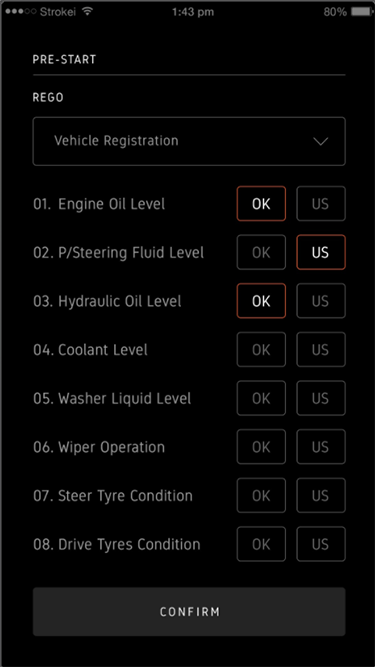 Strokei 1:43 pm 80%
PRE-START
REGO
Vehicle Registration
01. Engine Oil Level OK US
02. P/Steering Fluid Level OK US
03. Hydraulic Oil Level OK US
04. Coolant Level OK US
05. Washer Liquid Level OK US
06. Wiper Operation OK US
07. Steer Tyre Condition OK US
08. Drive Tyres Condition OK US
CONFIRM